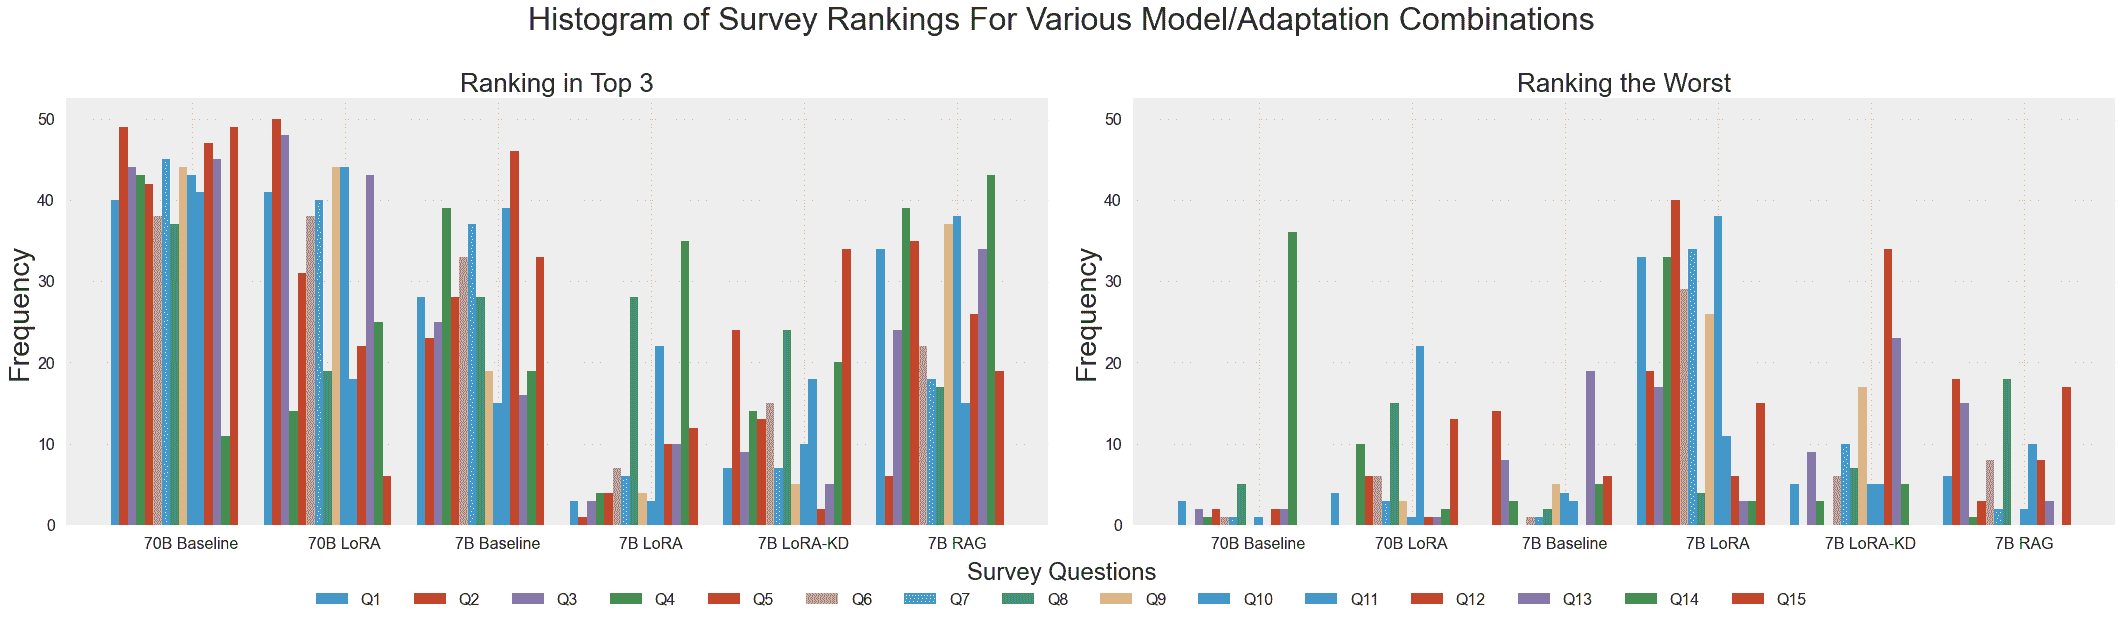 Histogram of Survey Rankings For Various Model/Adaptation Combinations
Ranking in Top 3
Frequency
50
40
30
20
10
0
70B Baseline 70B LoRA 7B Baseline 7B LoRA 7B LoRA-KD 7B RAG
Ranking the Worst
Frequency
50
40
30
20
10
0
70B Baseline 70B LoRA 7B Baseline 7B LoRA 7B LoRA-KD 7B RAG
Survey Questions
Q1 Q2 Q3 Q4 Q5 Q6 Q7 Q8 Q9 Q10 Q11 Q12 Q13 Q14 Q15